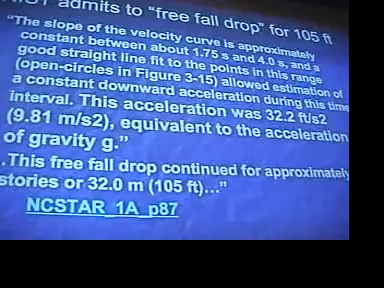 admits to "free fall drop" for 105 ft
"The slope of the velocity curve is approximately
constant between about 1.75 s and 4.0 s, and a
good straight line fit to the points in this range
(open-circles in Figure 3-15) allowed estimation of
a constant downward acceleration during this time
interval. This acceleration was 32.2 ft/s2
(9.81 m/s2), equivalent to the acceleration
of gravity g."
.This free fall drop continued for approximately
stories or 32.0 m (105 ft)..."
NCSTAR_1A_p87